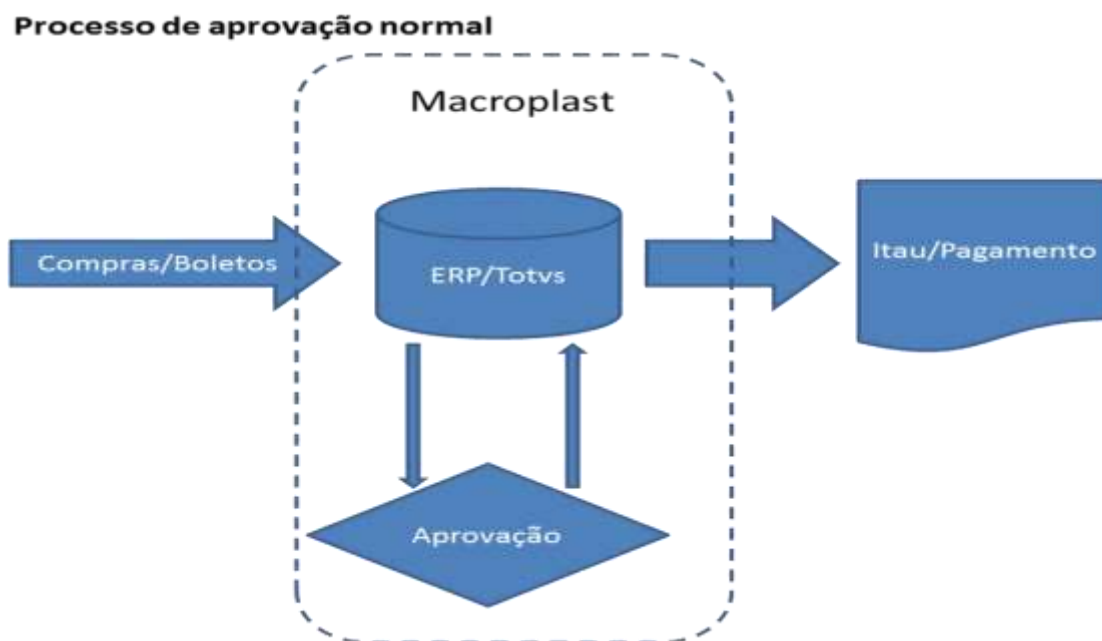 Processo de aprovação normal
Macroplast
Compras/Boletos
ERP/Totvs
Itau/Pagamento
Aprovação